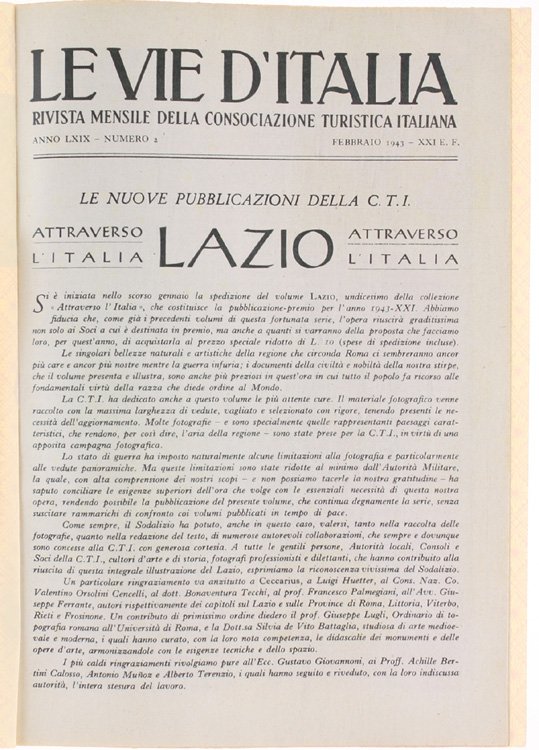 LE VIE D'ITALIA
RIVISTA MENSILE DELLA CONSOCIAZIONE TURISTICA ITALIANA
ANNO LXIX - NUMERO 2
FEBBRAIO 1943 - XXI E. F.
LE NUOVE PUBBLICAZIONI DELLA C. T. I.
ATTRAVERSO
L'ITALIA
LAZIO
ATTRAVERSO
L'ITALIA
Si è iniziata nello scorso gennaio la spedizione del volume LAZIO, undicesimo della collezione
« Attraverso l'Italia », che costituisce la pubblicazione-premio per l'anno 1943-XXI. Abbiamo
fiducia che, come già i precedenti volumi di questa fortunata serie, l'opera riuscirà graditissima
non solo ai Soci a cui è destinata in premio, ma anche a quanti si varranno della proposta che facciamo
loro, per quest'anno, di acquistarla al prezzo speciale ridotto di L. 10 (spese di spedizione incluse).
Le singolari bellezze naturali e artistiche della regione che circonda Roma ci sembreranno ancor
più care e ancor più nostre mentre la guerra infuria; i documenti della civiltà e nobiltà della nostra stirpe,
che il volume presenta e illustra, sono anche più preziosi in quest'ora in cui tutto il popolo fa ricorso alle
fondamentali virtù della razza che diede ordine al Mondo.
La C.T.I. ha dedicato anche a questo volume le più attente cure. Il materiale fotografico venne
raccolto con la massima larghezza di vedute, vagliato e selezionato con rigore, tenendo presenti le ne-
cessità dell'aggiornamento. Molte fotografie - e sono specialmente quelle rappresentanti paesaggi carat-
teristici, che rendono, per così dire, l'aria della regione - sono state prese per la C.T.I., in virtù di una
apposita campagna fotografica.
Lo stato di guerra ha imposto naturalmente alcune limitazioni alla fotografia e particolarmente
alle vedute panoramiche. Ma queste limitazioni sono state ridotte al minimo dall'Autorità Militare,
la quale, con alta comprensione dei nostri scopi - e non possiamo tacerle la nostra gratitudine - ha
saputo conciliare le esigenze superiori dell'ora che volge con le essenziali necessità di questa nostra
opera, rendendo possibile la pubblicazione del presente volume, che continua degnamente la serie, senza
suscitare rammarichi di confronto coi volumi pubblicati in tempo di pace.
Come sempre, il Sodalizio ha potuto, anche in questo caso, valersi, tanto nella raccolta delle
fotografie, quanto nella redazione del testo, di numerose autorevoli collaborazioni, che sempre e dovunque
sono concesse alla C.T.I. con generosa cortesia. A tutte le gentili persone, Autorità locali, Consoli e
Soci della C.T.I., cultori d'arte e di storia, fotografi professionisti e dilettanti, che hanno contribuito alla
riuscita di questa integrale illustrazione del Lazio, esprimiamo la riconoscenza vivissima del Sodalizio.
Un particolare ringraziamento va anzitutto a Ceccarius, a Luigi Huetter, al Cons. Naz. Co.
Valentino Orsolini Cencelli, al dott. Bonaventura Tecchi, al prof. Francesco Palmegiani, all'Avv. Giu-
seppe Ferrante, autori rispettivamente dei capitoli sul Lazio e sulle Province di Roma, Littoria, Viterbo,
Rieti e Frosinone. Un contributo di primissimo ordine diedero il prof. Giuseppe Lugli, Ordinario di to-
pografia romana all'Università di Roma, e la Dott.sa Silvia de Vito Battaglia, studiosa di arte medioe-
vale e moderna, i quali hanno curato, con la loro nota competenza, le didascalie dei monumenti e delle
opere d'arte, armonizzandole con le esigenze tecniche e dello spazio.
I più caldi ringraziamenti rivolgiamo pure all'Ecc. Gustavo Giovannoni, ai Proff. Achille Ber-
tini Calosso, Antonio Muñoz e Alberto Terenzio, i quali hanno seguito e riveduto, con la loro indiscussa
autorità, l'intera stesura del lavoro.